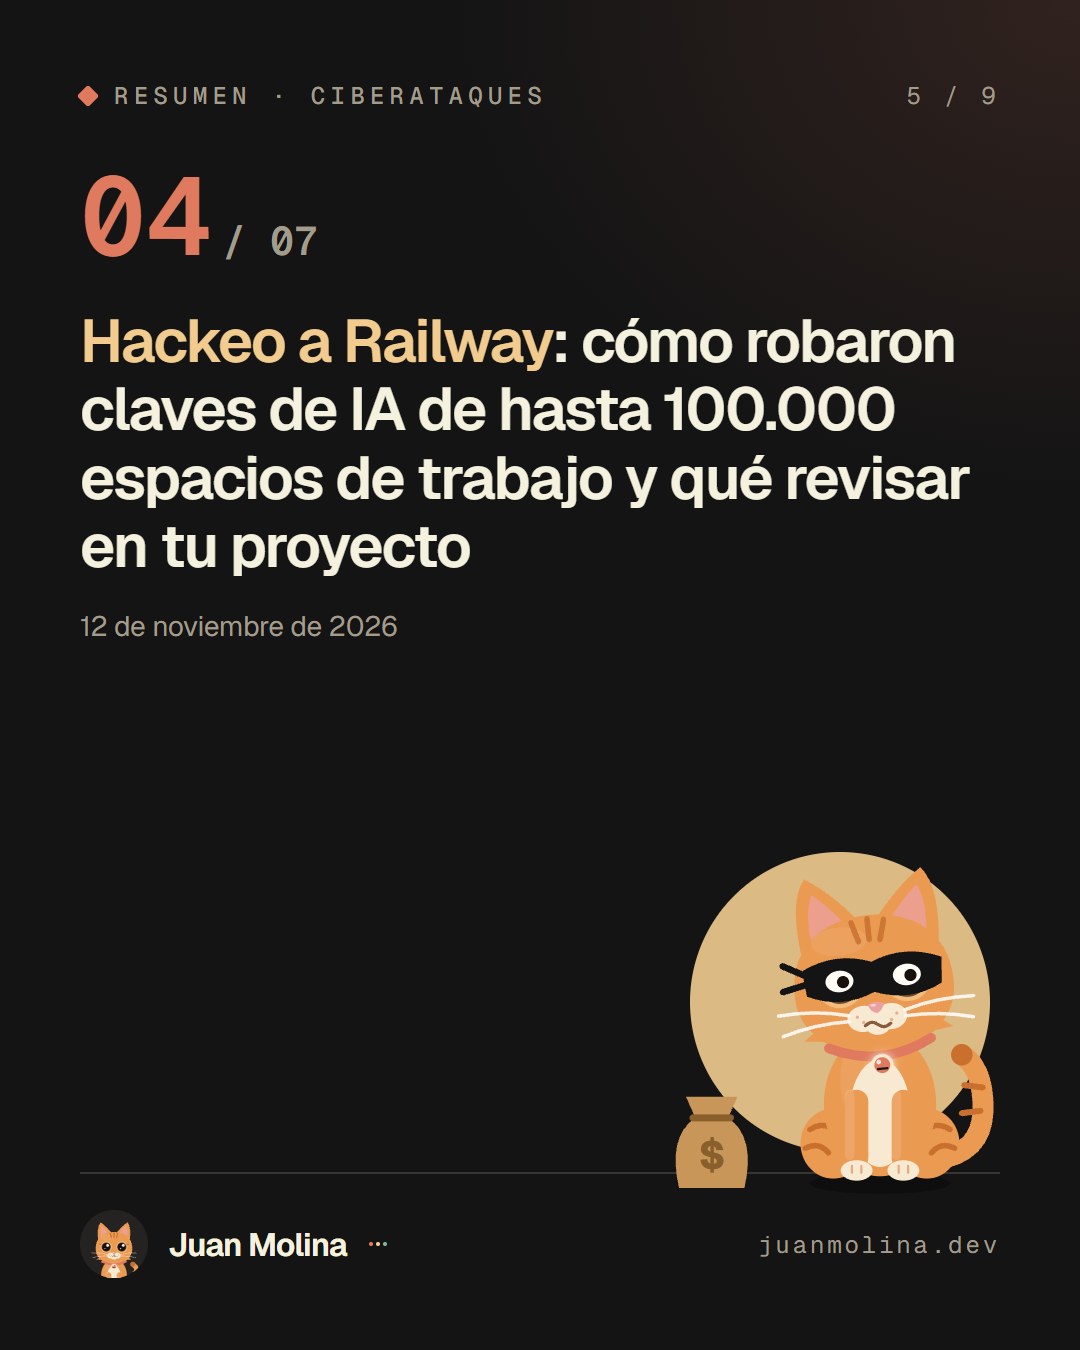 RESUMEN · CIBERATAQUES
5 / 9
04 / 07
Hackeo a Railway: cómo robaron
claves de IA de hasta 100.000
espacios de trabajo y qué revisar
en tu proyecto
12 de noviembre de 2026
$
Juan Molina
juanmolina.dev